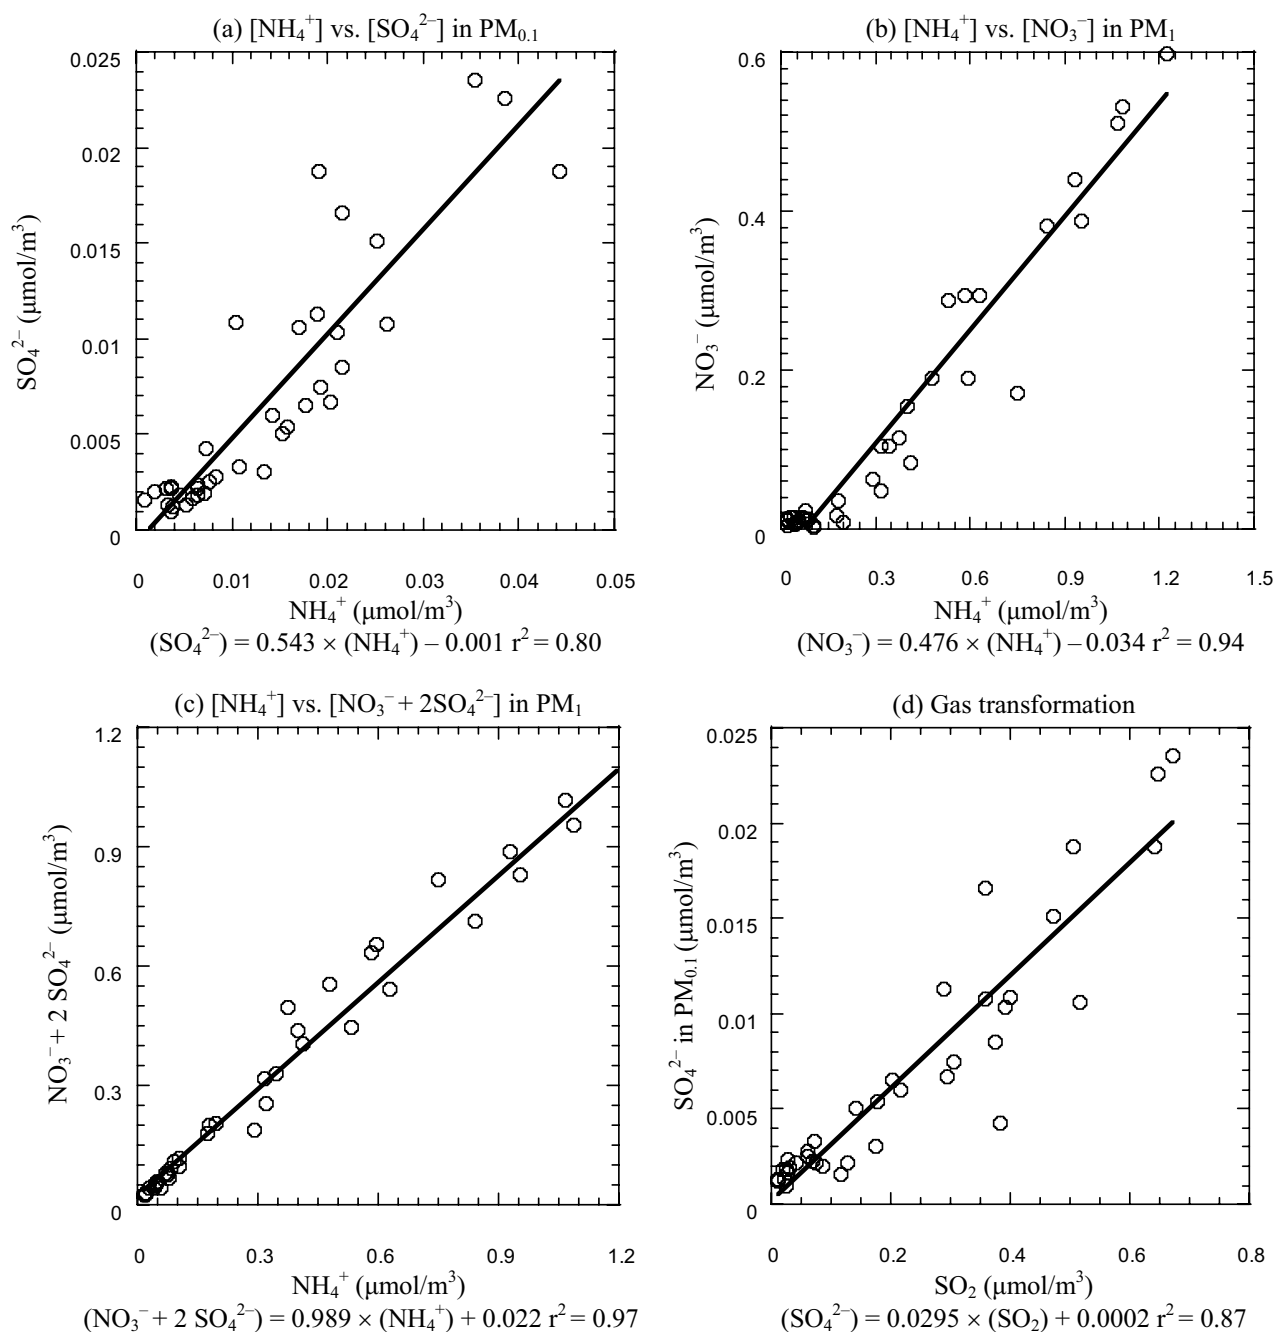 (a) [NH₄⁺] vs. [SO₄²⁻] in PM₀.₁
0.025
0.02
0.015
0.01
0.005
0
SO₄²⁻ (μmol/m³)
0 0.01 0.02 0.03 0.04 0.05
NH₄⁺ (μmol/m³)
(SO₄²⁻) = 0.543 × (NH₄⁺) – 0.001 r² = 0.80
(b) [NH₄⁺] vs. [NO₃⁻] in PM₁
0.6
0.4
0.2
0
NO₃⁻ (μmol/m³)
0 0.3 0.6 0.9 1.2 1.5
NH₄⁺ (μmol/m³)
(NO₃⁻) = 0.476 × (NH₄⁺) – 0.034 r² = 0.94
(c) [NH₄⁺] vs. [NO₃⁻ + 2SO₄²⁻] in PM₁
1.2
0.9
0.6
0.3
0
NO₃⁻ + 2 SO₄²⁻ (μmol/m³)
0 0.3 0.6 0.9 1.2
NH₄⁺ (μmol/m³)
(NO₃⁻ + 2 SO₄²⁻) = 0.989 × (NH₄⁺) + 0.022 r² = 0.97
(d) Gas transformation
0.025
0.02
0.015
0.01
0.005
0
SO₄²⁻ in PM₀.₁ (μmol/m³)
0 0.2 0.4 0.6 0.8
SO₂ (μmol/m³)
(SO₄²⁻) = 0.0295 × (SO₂) + 0.0002 r² = 0.87